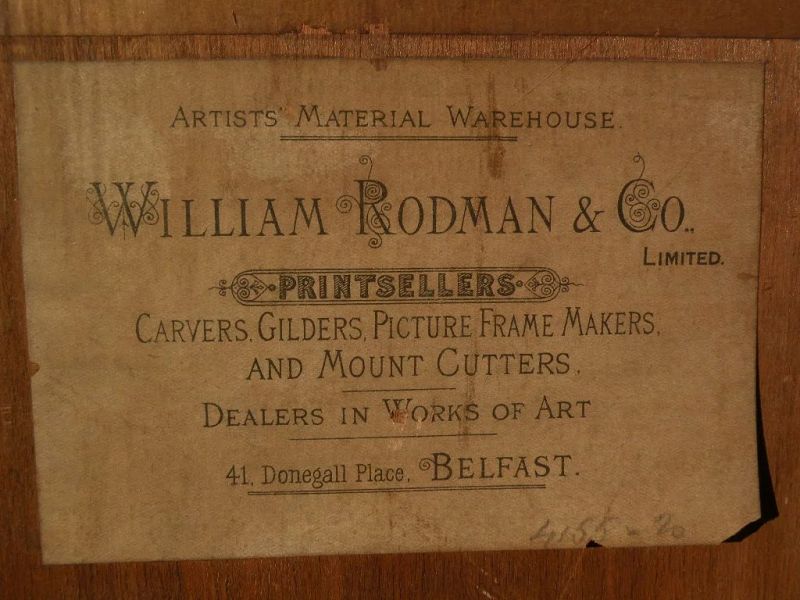 ARTISTS' MATERIAL WAREHOUSE.
WILLIAM RODMAN & CO.,
LIMITED.
PRINTSELLERS
CARVERS, GILDERS, PICTURE FRAME MAKERS,
AND MOUNT CUTTERS,
DEALERS IN WORKS OF ART
41, Donegall Place, BELFAST.